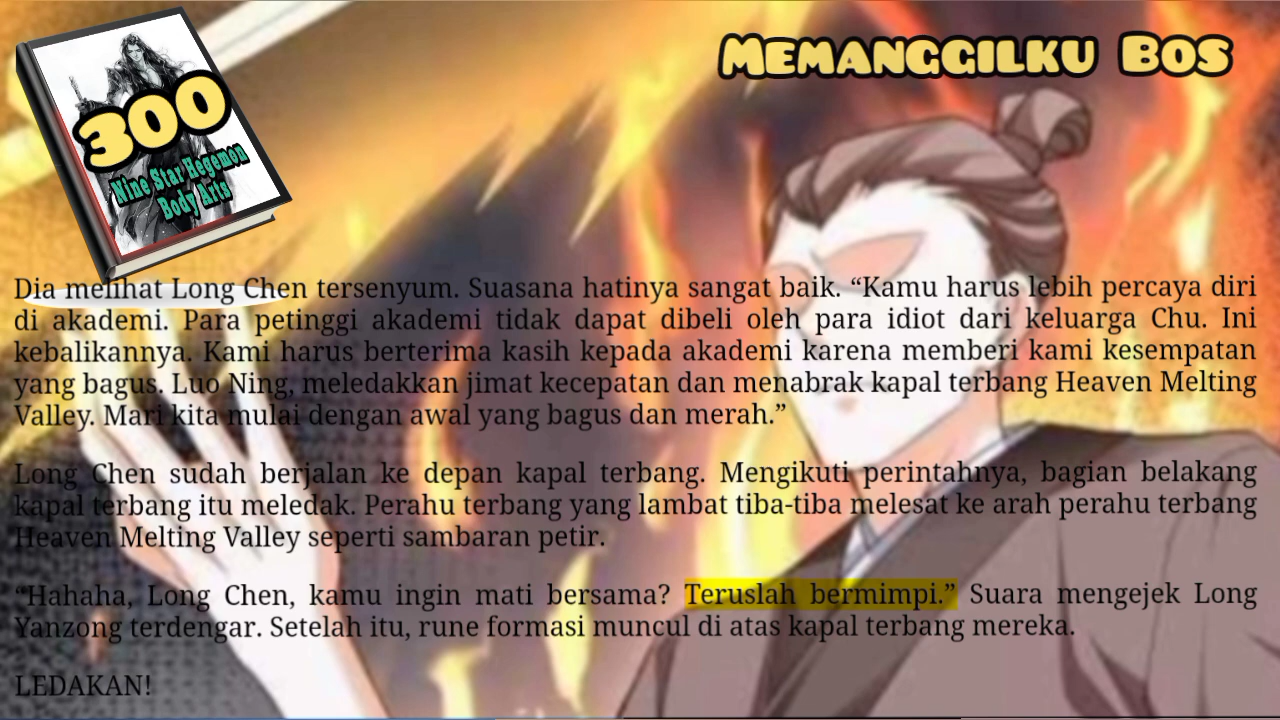 Memanggilku Bos
300
Nine Star Hegemon
Body Arts
Dia melihat Long Chen tersenyum. Suasana hatinya sangat baik. “Kamu harus lebih percaya diri
di akademi. Para petinggi akademi tidak dapat dibeli oleh para idiot dari keluarga Chu. Ini
kebalikannya. Kami harus berterima kasih kepada akademi karena memberi kami kesempatan
yang bagus. Luo Ning, meledakkan jimat kecepatan dan menabrak kapal terbang Heaven Melting
Valley. Mari kita mulai dengan awal yang bagus dan merah.”
Long Chen sudah berjalan ke depan kapal terbang. Mengikuti perintahnya, bagian belakang
kapal terbang itu meledak. Perahu terbang yang lambat tiba-tiba melesat ke arah perahu terbang
Heaven Melting Valley seperti sambaran petir.
“Hahaha, Long Chen, kamu ingin mati bersama? Teruslah bermimpi.” Suara mengejek Long
Yanzong terdengar. Setelah itu, rune formasi muncul di atas kapal terbang mereka.
LEDAKAN!